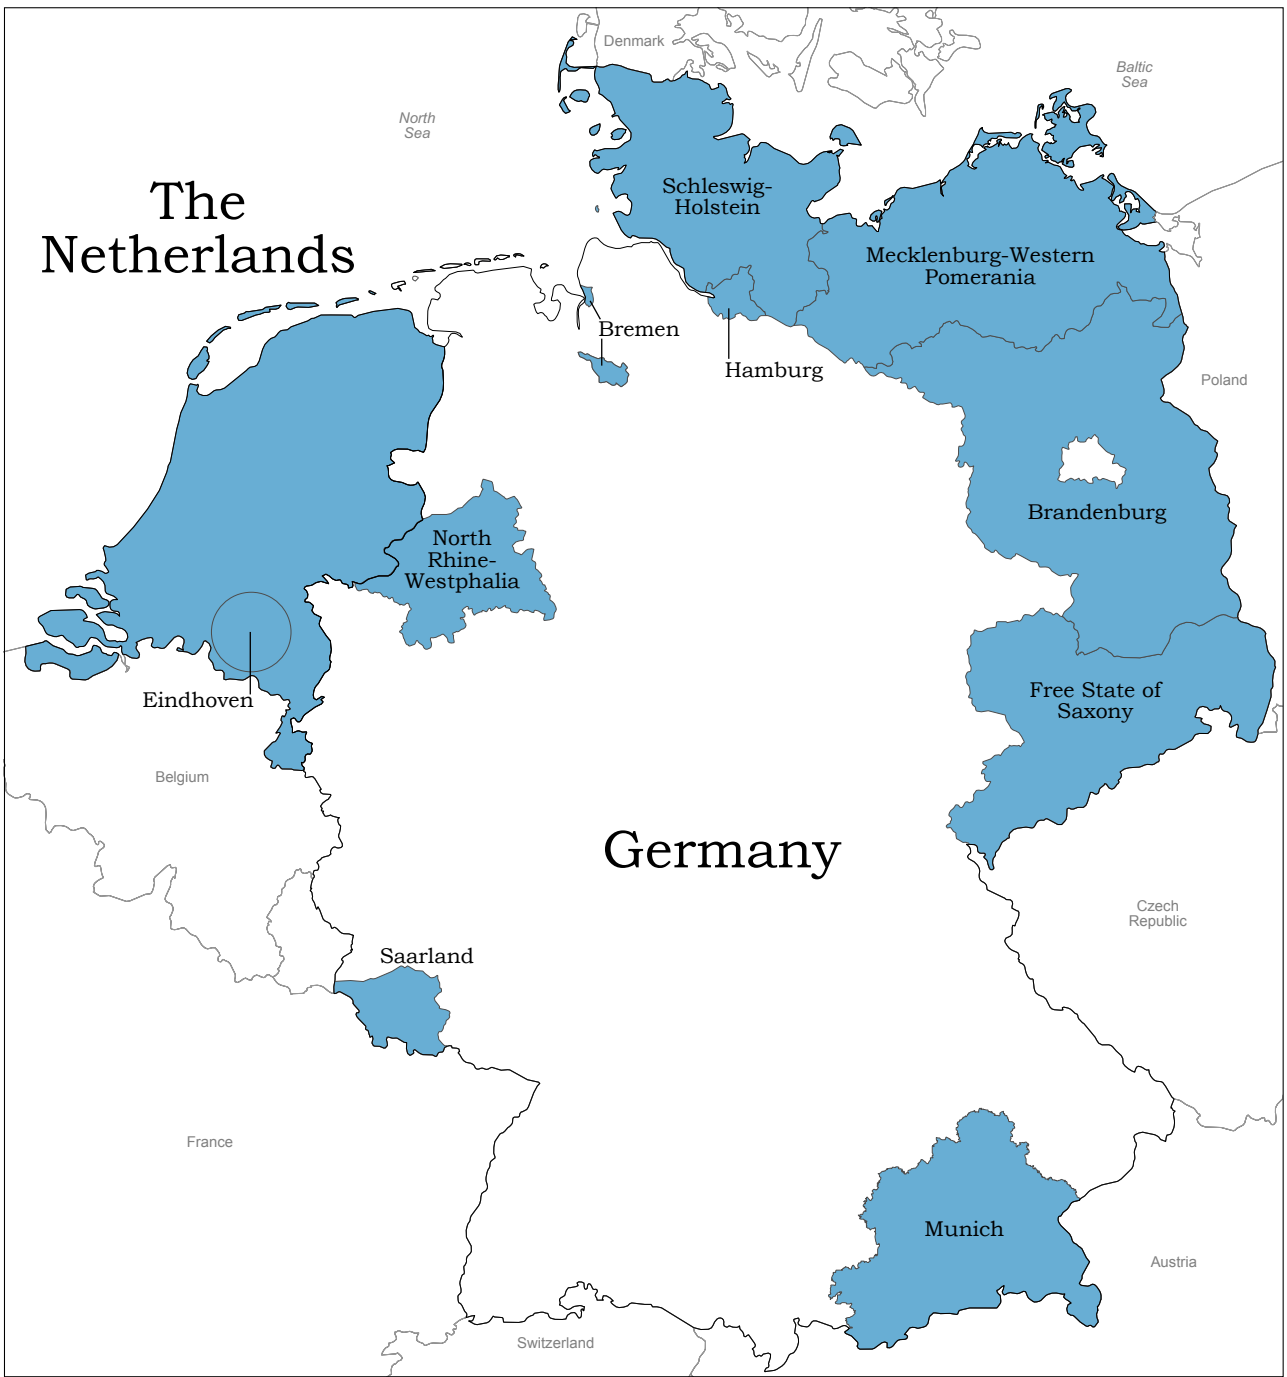 Denmark
Baltic
Sea
North
Sea
The
Netherlands
Schleswig-
Holstein
Mecklenburg-Western
Pomerania
Bremen
Hamburg
Poland
Brandenburg
North
Rhine-
Westphalia
Eindhoven
Free State of
Saxony
Belgium
Germany
Czech
Republic
Saarland
France
Munich
Austria
Switzerland